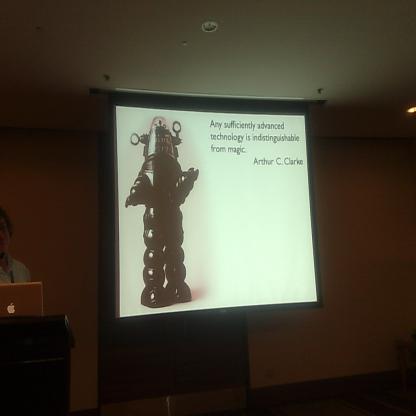 Any sufficiently advanced
technology is indistinguishable
from magic.
Arthur C. Clarke